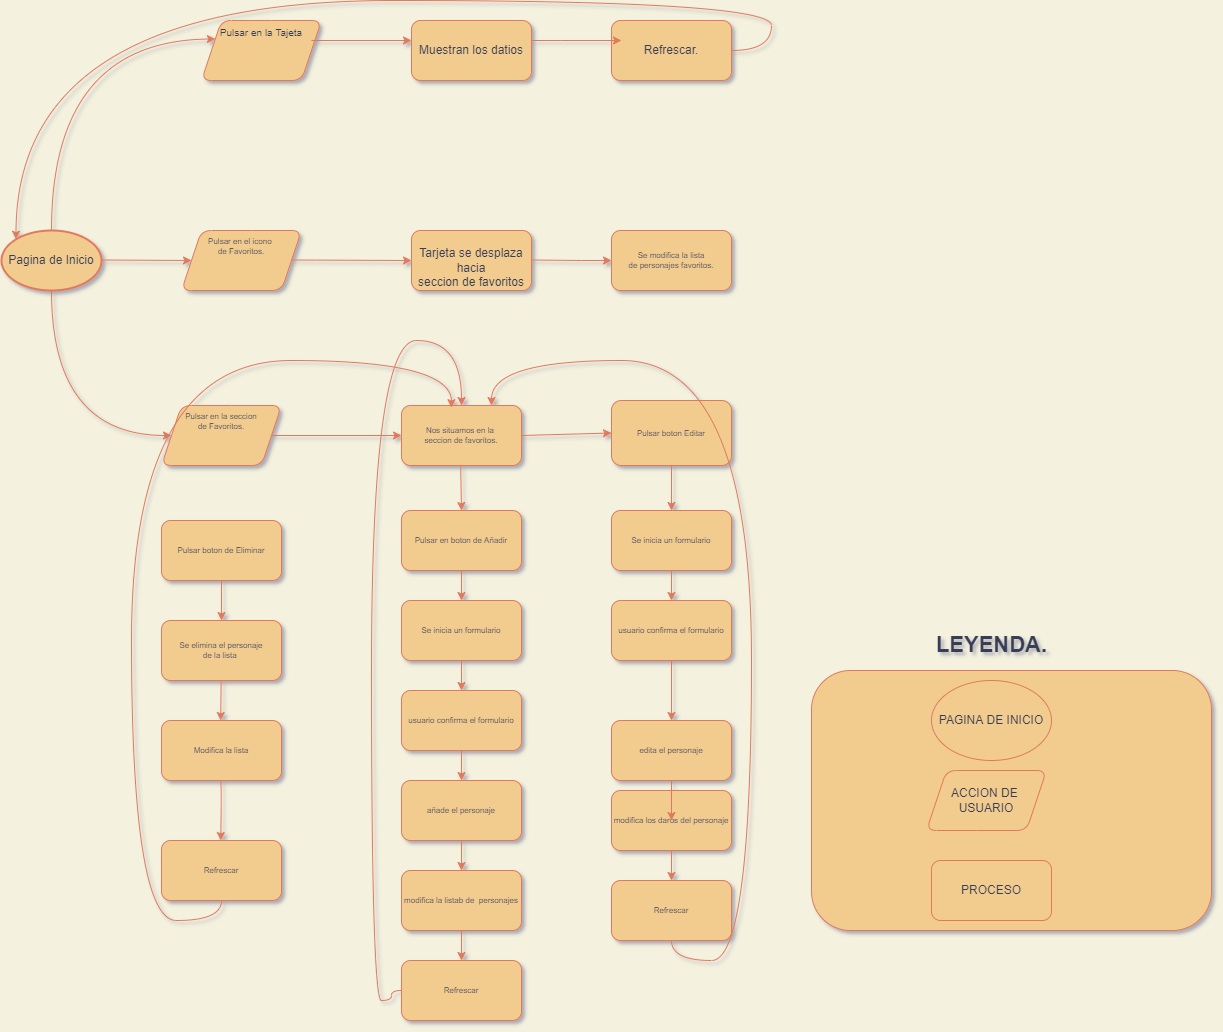 Pulsar en la Tajeta
Muestran los datios
Refrescar.
Pagina de Inicio
Pulsar en el icono
de Favoritos.
Tarjeta se desplaza
hacia
seccion de favoritos
Se modifica la lista
de personajes favoritos.
Pulsar en la seccion
de Favoritos.
Nos situamos en la
seccion de favoritos.
Pulsar boton Editar
Pulsar boton de Eliminar
Se elimina el personaje
de la lista
Modifica la lista
Refrescar
Pulsar en boton de Añadir
Se inicia un formulario
usuario confirma el formulario
añade el personaje
modifica la listab de personajes
Refrescar
Se inicia un formulario
usuario confirma el formulario
edita el personaje
modifica los daros del personaje
Refrescar
LEYENDA.
PAGINA DE INICIO
ACCION DE
USUARIO
PROCESO